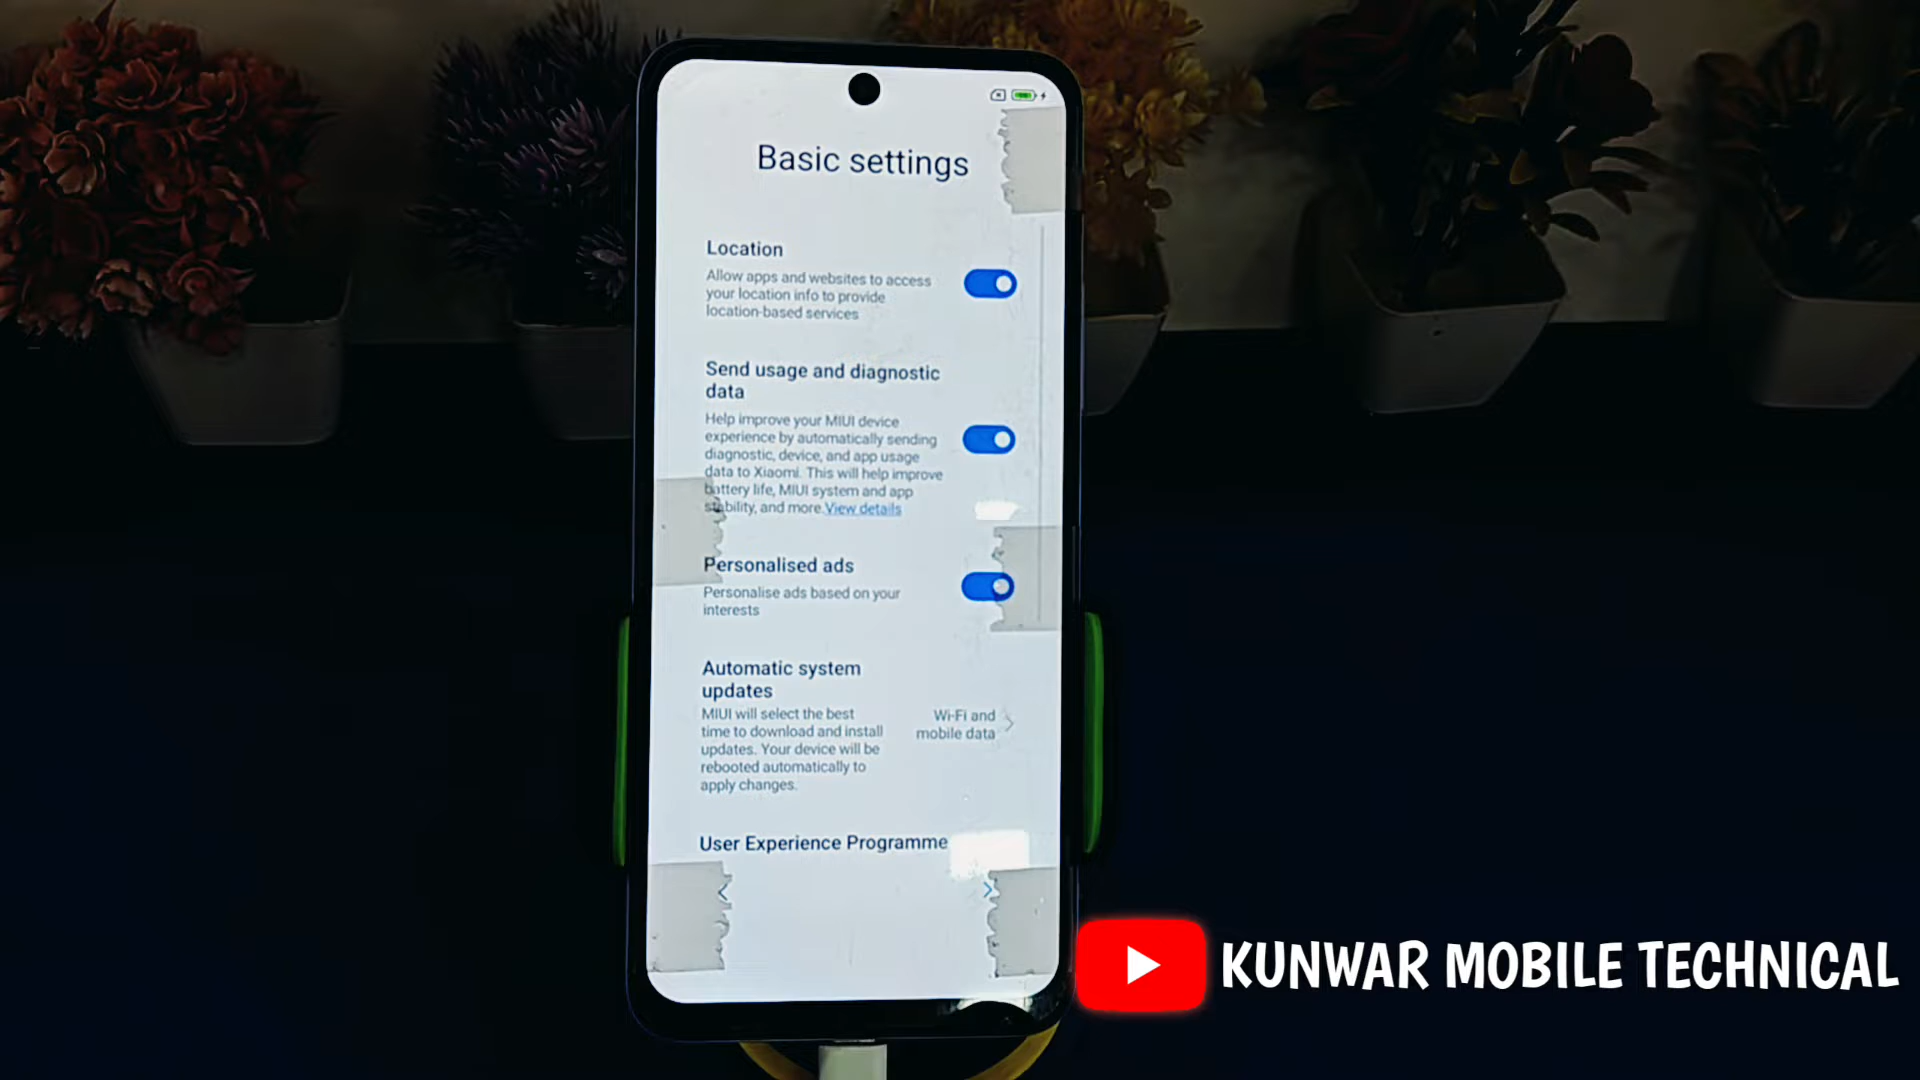 Basic settings
Location
Allow apps and websites to access
your location info to provide
location-based services
Send usage and diagnostic
data
Help improve your MIUI device
experience by automatically sending
diagnostic, device, and app usage
data to Xiaomi. This will help improve
battery life, MIUI system and app
stability, and more.View details
Personalised ads
Personalise ads based on your
interests
Automatic system
updates
MIUI will select the best
time to download and install
updates. Your device will be
rebooted automatically to
apply changes.
Wi-Fi and
mobile data
User Experience Programme
KUNWAR MOBILE TECHNICAL